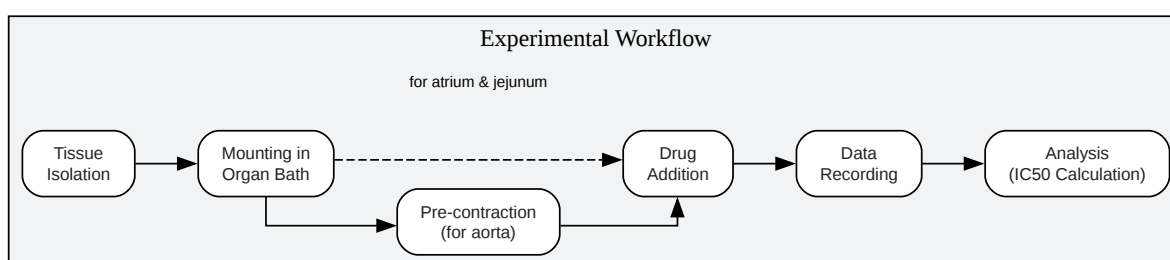 Experimental Workflow
for atrium & jejunum
Tissue
Isolation
Mounting in
Organ Bath
Drug
Addition
Data
Recording
Analysis
(IC50 Calculation)
Pre-contraction
(for aorta)